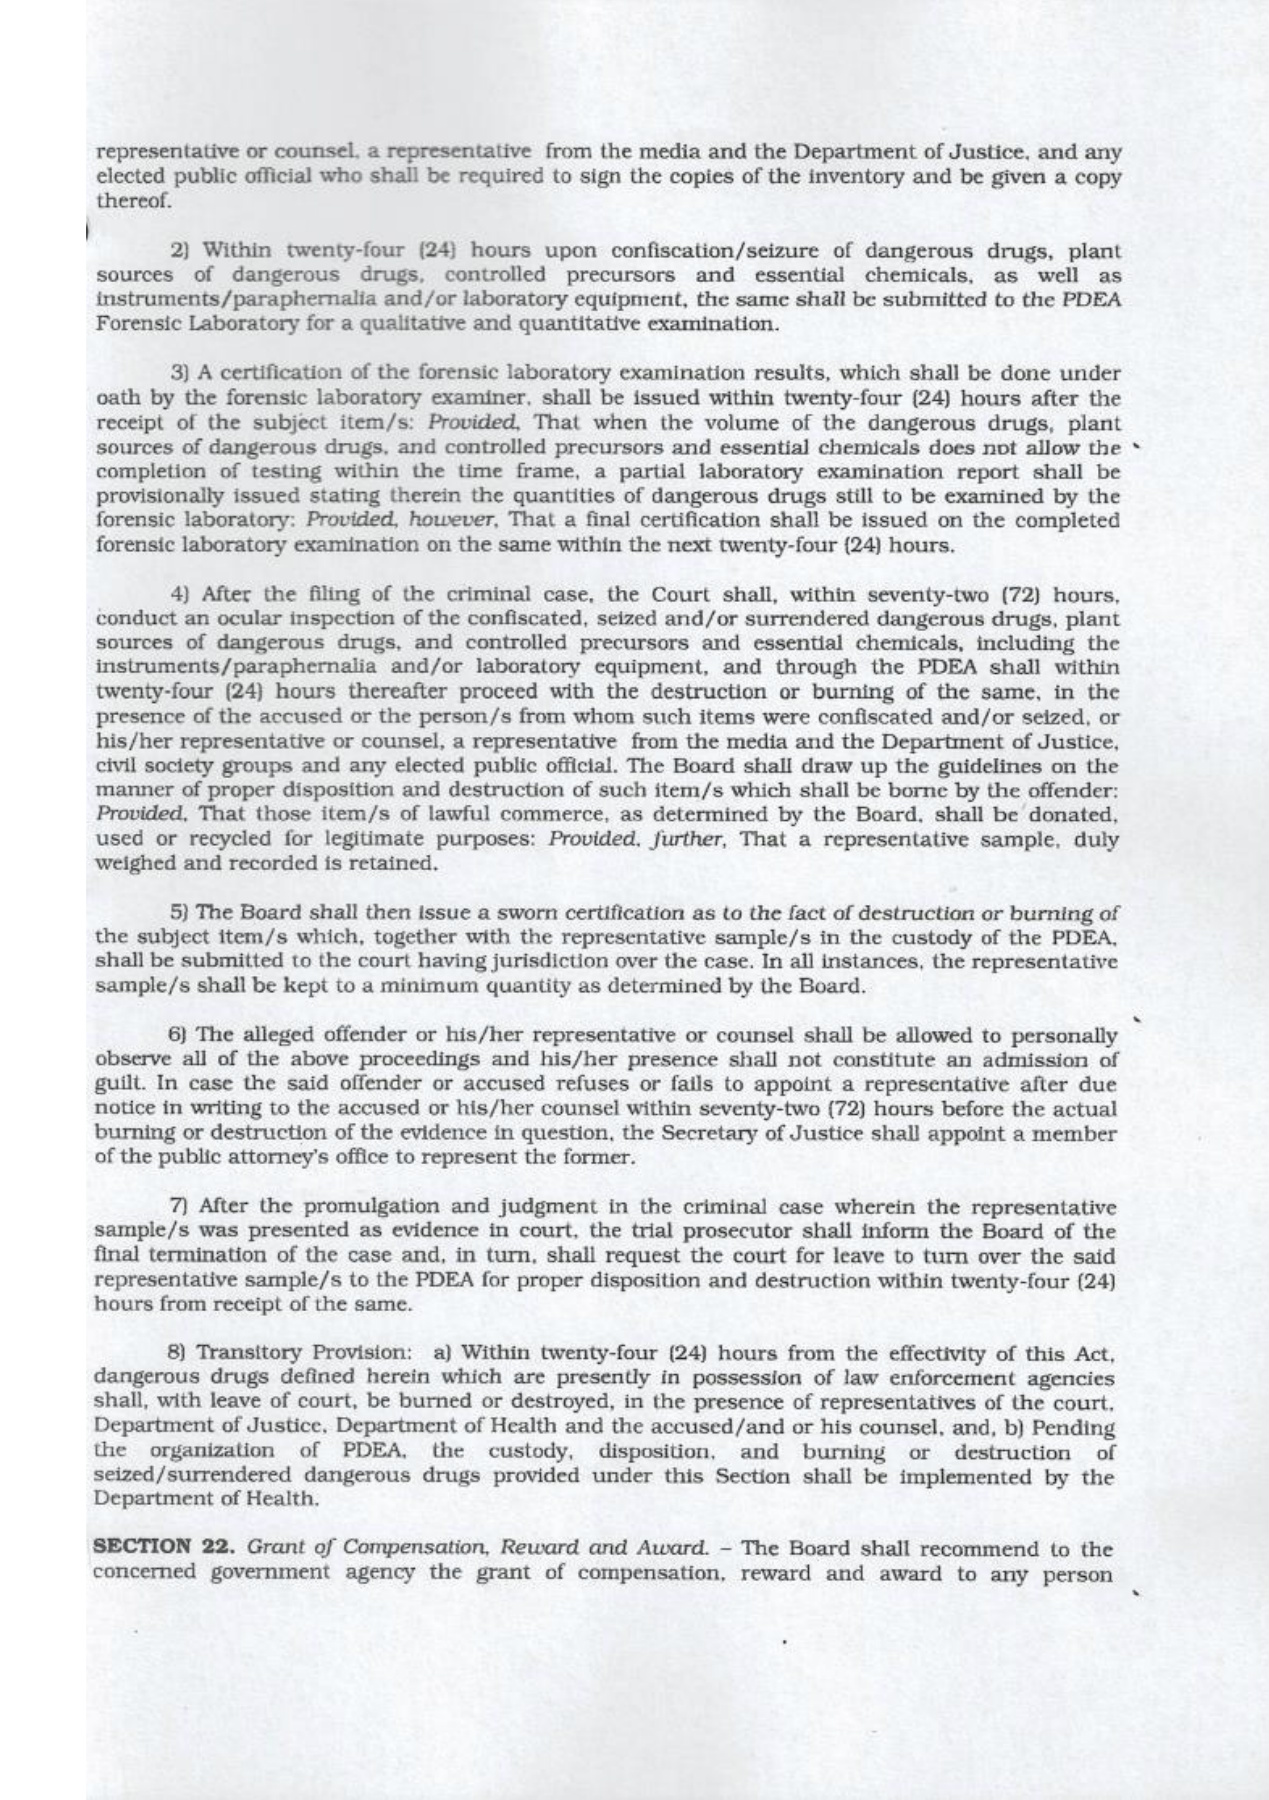 representative or counsel, a representative from the media and the Department of Justice, and any
elected public official who shall be required to sign the copies of the inventory and be given a copy
thereof.
2) Within twenty-four (24) hours upon confiscation/seizure of dangerous drugs, plant
sources of dangerous drugs, controlled precursors and essential chemicals, as well as
instruments/paraphernalia and/or laboratory equipment, the same shall be submitted to the PDEA
Forensic Laboratory for a qualitative and quantitative examination.
3) A certification of the forensic laboratory examination results, which shall be done under
oath by the forensic laboratory examiner, shall be issued within twenty-four (24) hours after the
receipt of the subject item/s: Provided, That when the volume of the dangerous drugs, plant
sources of dangerous drugs, and controlled precursors and essential chemicals does not allow the
completion of testing within the time frame, a partial laboratory examination report shall be
provisionally issued stating therein the quantities of dangerous drugs still to be examined by the
forensic laboratory: Provided, however, That a final certification shall be issued on the completed
forensic laboratory examination on the same within the next twenty-four (24) hours.
4) After the filing of the criminal case, the Court shall, within seventy-two (72) hours,
conduct an ocular inspection of the confiscated, seized and/or surrendered dangerous drugs, plant
sources of dangerous drugs, and controlled precursors and essential chemicals, including the
instruments/paraphernalia and/or laboratory equipment, and through the PDEA shall within
twenty-four (24) hours thereafter proceed with the destruction or burning of the same, in the
presence of the accused or the person/s from whom such items were confiscated and/or seized, or
his/her representative or counsel, a representative from the media and the Department of Justice,
civil society groups and any elected public official. The Board shall draw up the guidelines on the
manner of proper disposition and destruction of such item/s which shall be borne by the offender:
Provided, That those item/s of lawful commerce, as determined by the Board, shall be donated,
used or recycled for legitimate purposes: Provided, further, That a representative sample, duly
weighed and recorded is retained.
5) The Board shall then issue a sworn certification as to the fact of destruction or burning of
the subject item/s which, together with the representative sample/s in the custody of the PDEA,
shall be submitted to the court having jurisdiction over the case. In all instances, the representative
sample/s shall be kept to a minimum quantity as determined by the Board.
6) The alleged offender or his/her representative or counsel shall be allowed to personally
observe all of the above proceedings and his/her presence shall not constitute an admission of
guilt. In case the said offender or accused refuses or fails to appoint a representative after due
notice in writing to the accused or his/her counsel within seventy-two (72) hours before the actual
burning or destruction of the evidence in question, the Secretary of Justice shall appoint a member
of the public attorney's office to represent the former.
7) After the promulgation and judgment in the criminal case wherein the representative
sample/s was presented as evidence in court, the trial prosecutor shall inform the Board of the
final termination of the case and, in turn, shall request the court for leave to turn over the said
representative sample/s to the PDEA for proper disposition and destruction within twenty-four (24)
hours from receipt of the same.
8) Transitory Provision: a) Within twenty-four (24) hours from the effectivity of this Act,
dangerous drugs defined herein which are presently in possession of law enforcement agencies
shall, with leave of court, be burned or destroyed, in the presence of representatives of the court,
Department of Justice, Department of Health and the accused/and or his counsel, and, b) Pending
the organization of PDEA, the custody, disposition, and burning or destruction of
seized/surrendered dangerous drugs provided under this Section shall be implemented by the
Department of Health.
SECTION 22. Grant of Compensation, Reward and Award. – The Board shall recommend to the
concerned government agency the grant of compensation, reward and award to any person